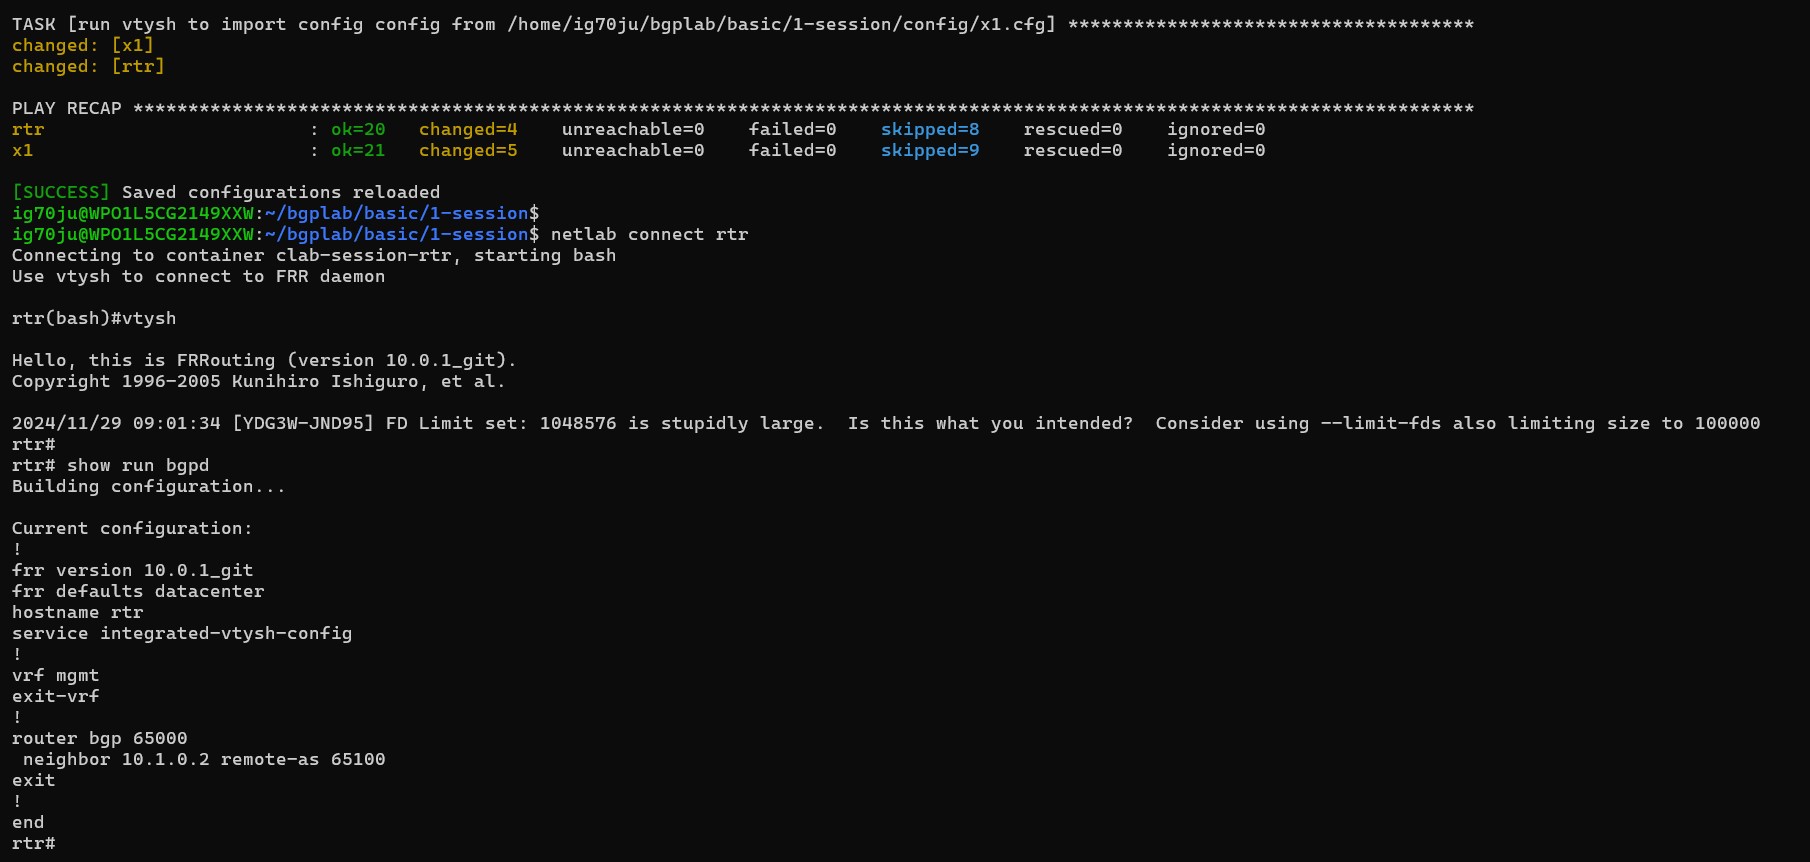 TASK [run vtysh to import config config from /home/ig70ju/bgplab/basic/1-session/config/x1.cfg] *************************************
changed: [x1]
changed: [rtr]
PLAY RECAP **************************************************************************************************************************
rtr                        : ok=20   changed=4    unreachable=0    failed=0    skipped=8    rescued=0    ignored=0
x1                         : ok=21   changed=5    unreachable=0    failed=0    skipped=9    rescued=0    ignored=0
[SUCCESS] Saved configurations reloaded
ig70ju@WPO1L5CG2149XXW:~/bgplab/basic/1-session$
ig70ju@WPO1L5CG2149XXW:~/bgplab/basic/1-session$ netlab connect rtr
Connecting to container clab-session-rtr, starting bash
Use vtysh to connect to FRR daemon
rtr(bash)#vtysh
Hello, this is FRRouting (version 10.0.1_git).
Copyright 1996-2005 Kunihiro Ishiguro, et al.
2024/11/29 09:01:34 [YDG3W-JND95] FD Limit set: 1048576 is stupidly large.  Is this what you intended?  Consider using --limit-fds also limiting size to 100000
rtr#
rtr# show run bgpd
Building configuration...
Current configuration:
!
frr version 10.0.1_git
frr defaults datacenter
hostname rtr
service integrated-vtysh-config
!
vrf mgmt
exit-vrf
!
router bgp 65000
 neighbor 10.1.0.2 remote-as 65100
exit
!
end
rtr#